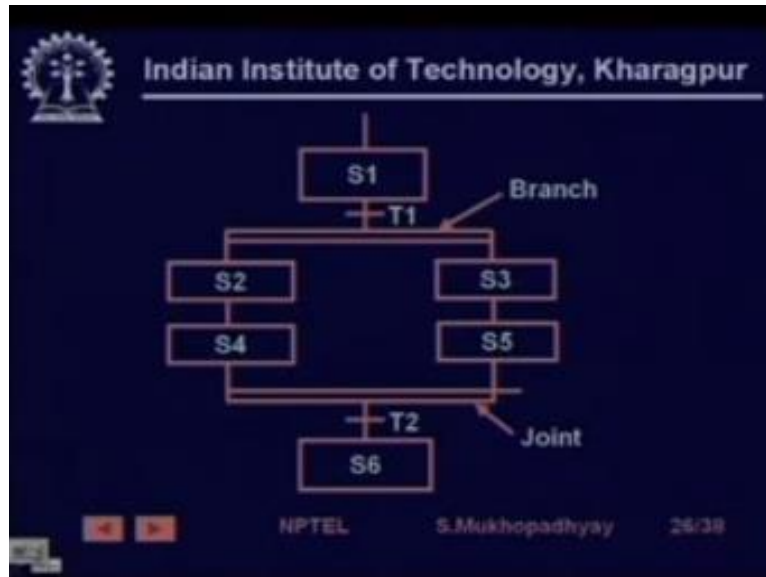 Indian Institute of Technology, Kharagpur
S1
Branch
T1
S2 S3
S4 S5
T2
Joint
S6
NPTEL S.Mukhopadhyay 26/38